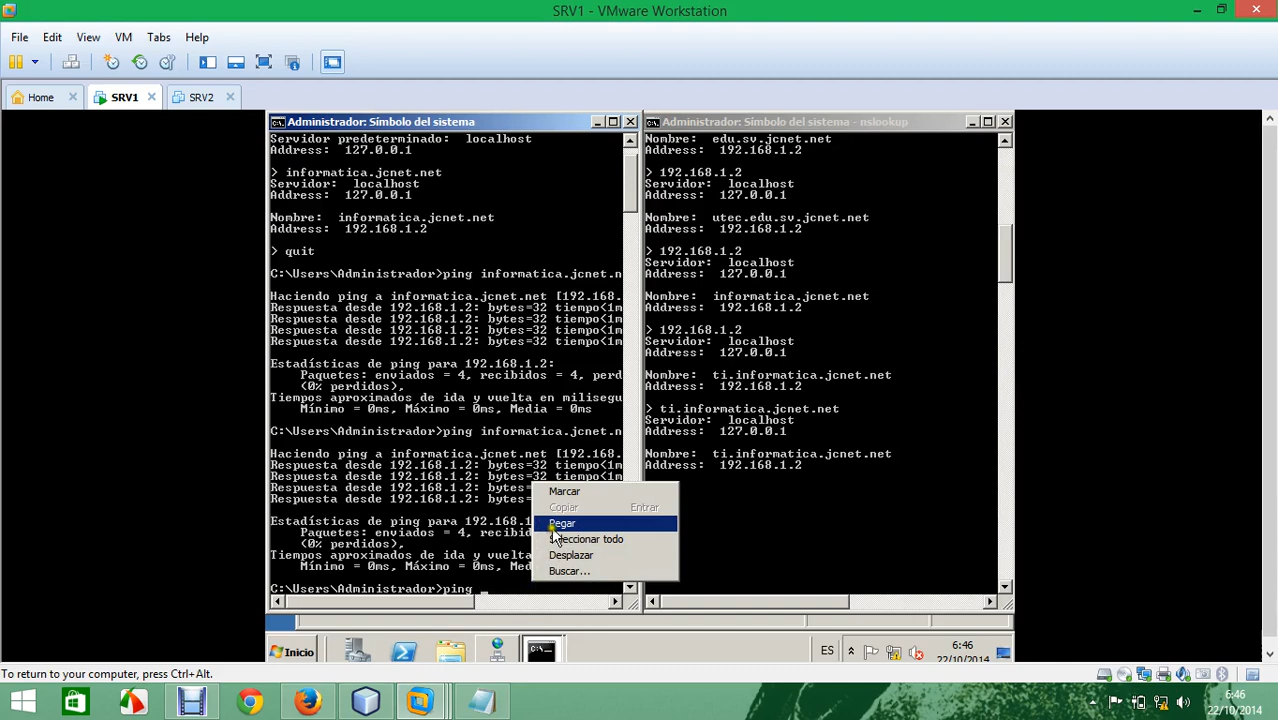 SRV1 - VMware Workstation
File Edit View VM Tabs Help
Home SRV1 SRV2
Administrador: Símbolo del sistema
Servidor predeterminado: localhost
Address: 127.0.0.1
> informatica.jcnet.net
Servidor: localhost
Address: 127.0.0.1
Nombre: informatica.jcnet.net
Address: 192.168.1.2
> quit
C:\Users\Administrador>ping informatica.jcnet.n
Haciendo ping a informatica.jcnet.net [192.168.
Respuesta desde 192.168.1.2: bytes=32 tiempo<1m
Respuesta desde 192.168.1.2: bytes=32 tiempo<1m
Respuesta desde 192.168.1.2: bytes=32 tiempo<1m
Respuesta desde 192.168.1.2: bytes=32 tiempo<1m
Estadísticas de ping para 192.168.1.2:
Paquetes: enviados = 4, recibidos = 4, perd
(0% perdidos),
Tiempos aproximados de ida y vuelta en milisegu
Mínimo = 0ms, Máximo = 0ms, Media = 0ms
C:\Users\Administrador>ping informatica.jcnet.n
Haciendo ping a informatica.jcnet.net [192.168.
Respuesta desde 192.168.1.2: bytes=32 tiempo<1m
Respuesta desde 192.168.1.2: bytes=32 tiempo<1m
Respuesta desde 192.168.1.2: bytes=
Respuesta desde 192.168.1.2: bytes=
Estadísticas de ping para 192.168.1
Paquetes: enviados = 4, recibid
(0% perdidos),
Tiempos aproximados de ida y vuelta
Mínimo = 0ms, Máximo = 0ms, Med
C:\Users\Administrador>ping _
Marcar
Copiar Entrar
Pegar
Seleccionar todo
Desplazar
Buscar...
Administrador: Símbolo del sistema - nslookup
Nombre: edu.sv.jcnet.net
Address: 192.168.1.2
> 192.168.1.2
Servidor: localhost
Address: 127.0.0.1
Nombre: utec.edu.sv.jcnet.net
Address: 192.168.1.2
> 192.168.1.2
Servidor: localhost
Address: 127.0.0.1
Nombre: informatica.jcnet.net
Address: 192.168.1.2
> 192.168.1.2
Servidor: localhost
Address: 127.0.0.1
Nombre: ti.informatica.jcnet.net
Address: 192.168.1.2
> ti.informatica.jcnet.net
Servidor: localhost
Address: 127.0.0.1
Nombre: ti.informatica.jcnet.net
Address: 192.168.1.2
Inicio ES 6:46
22/10/2014
To return to your computer, press Ctrl+Alt.
6:46
22/10/2014